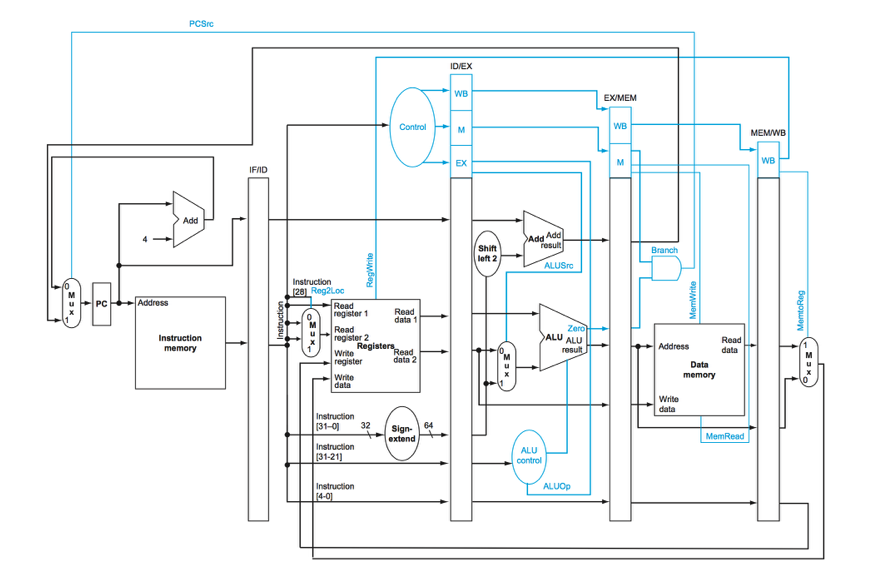 PCSrc
ID/EX
WB
EX/MEM
Control
M
WB
MEM/WB
EX
M
WB
IF/ID
Add
4
Shift
left 2
Add
Add
result
Branch
ALUSrc
RegWrite
Instruction
[28]
Reg2Loc
MemWrite
MemtoReg
0
M
u
x
1
PC
Address
Instruction
memory
Instruction
0
M
u
x
1
Read
register 1
Read
register 2
Write
register
Write
data
Registers
Read
data 1
Read
data 2
0
M
u
x
1
Zero
ALU
ALU
result
Address
Read
data
Data
memory
Write
data
1
M
u
x
0
MemRead
Instruction
[31–0]
32
Sign-
extend
64
Instruction
[31-21]
ALU
control
Instruction
[4-0]
ALUOp